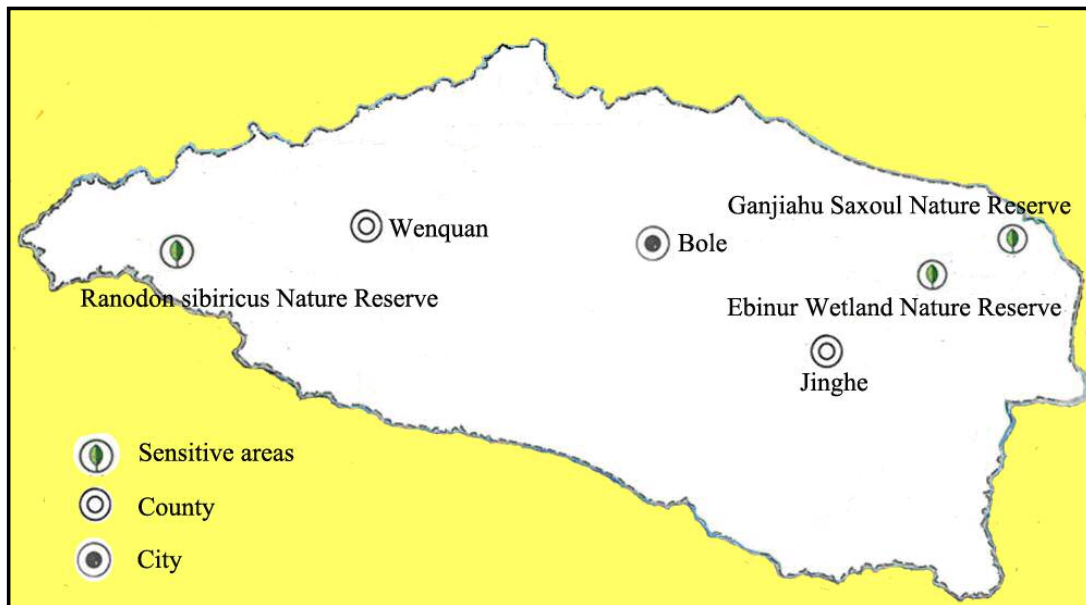 Ganjiahu Saxoul Nature Reserve
Wenquan
Bole
Ranodon sibiricus Nature Reserve
Ebinur Wetland Nature Reserve
Jinghe
Sensitive areas
County
City